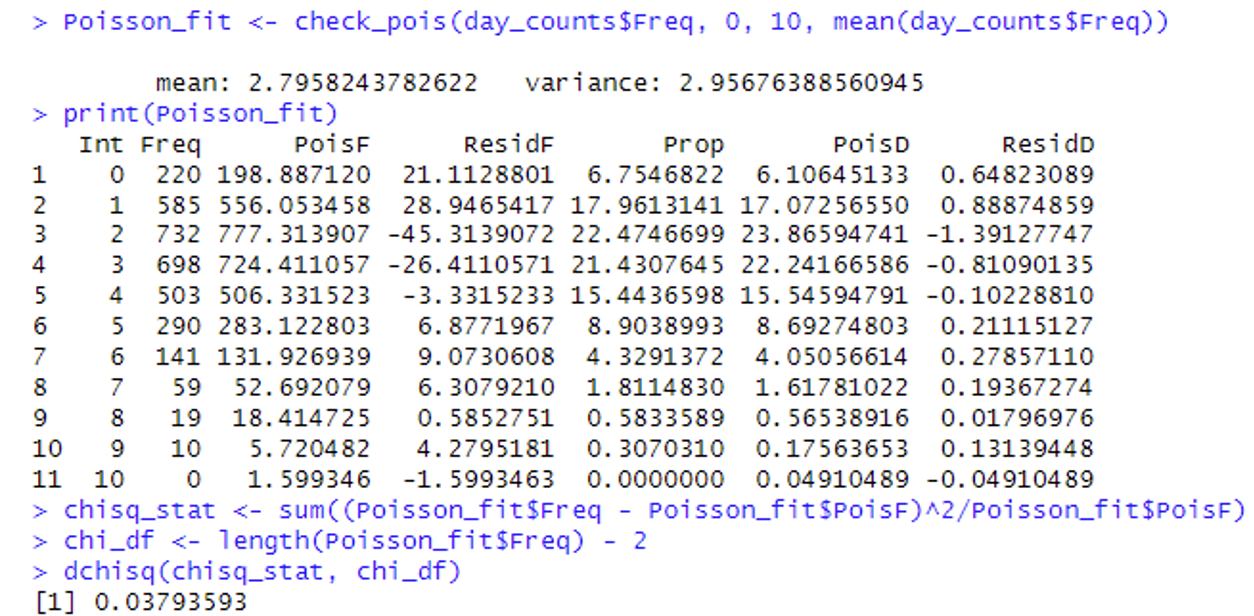 > Poisson_fit <- check_pois(day_counts$Freq, 0, 10, mean(day_counts$Freq))
mean: 2.7958243782622 variance: 2.95676388560945
> print(Poisson_fit)
Int Freq PoisF ResidF Prop PoisD ResidD
1 0 220 198.887120 21.1128801 6.7546822 6.10645133 0.64823089
2 1 585 556.053458 28.9465417 17.9613141 17.07256550 0.88874859
3 2 732 777.313907 -45.3139072 22.4746699 23.86594741 -1.39127747
4 3 698 724.411057 -26.4110571 21.4307645 22.24166586 -0.81090135
5 4 503 506.331523 -3.3315233 15.4436598 15.54594791 -0.10228810
6 5 290 283.122803 6.8771967 8.9038993 8.69274803 0.21115127
7 6 141 131.926939 9.0730608 4.3291372 4.05056614 0.27857110
8 7 59 52.692079 6.3079210 1.8114830 1.61781022 0.19367274
9 8 19 18.414725 0.5852751 0.5833589 0.56538916 0.01796976
10 9 10 5.720482 4.2795181 0.3070310 0.17563653 0.13139448
11 10 0 1.599346 -1.5993463 0.0000000 0.04910489 -0.04910489
> chisq_stat <- sum((Poisson_fit$Freq - Poisson_fit$PoisF)^2/Poisson_fit$PoisF)
> chi_df <- length(Poisson_fit$Freq) - 2
> dchisq(chisq_stat, chi_df)
[1] 0.03793593